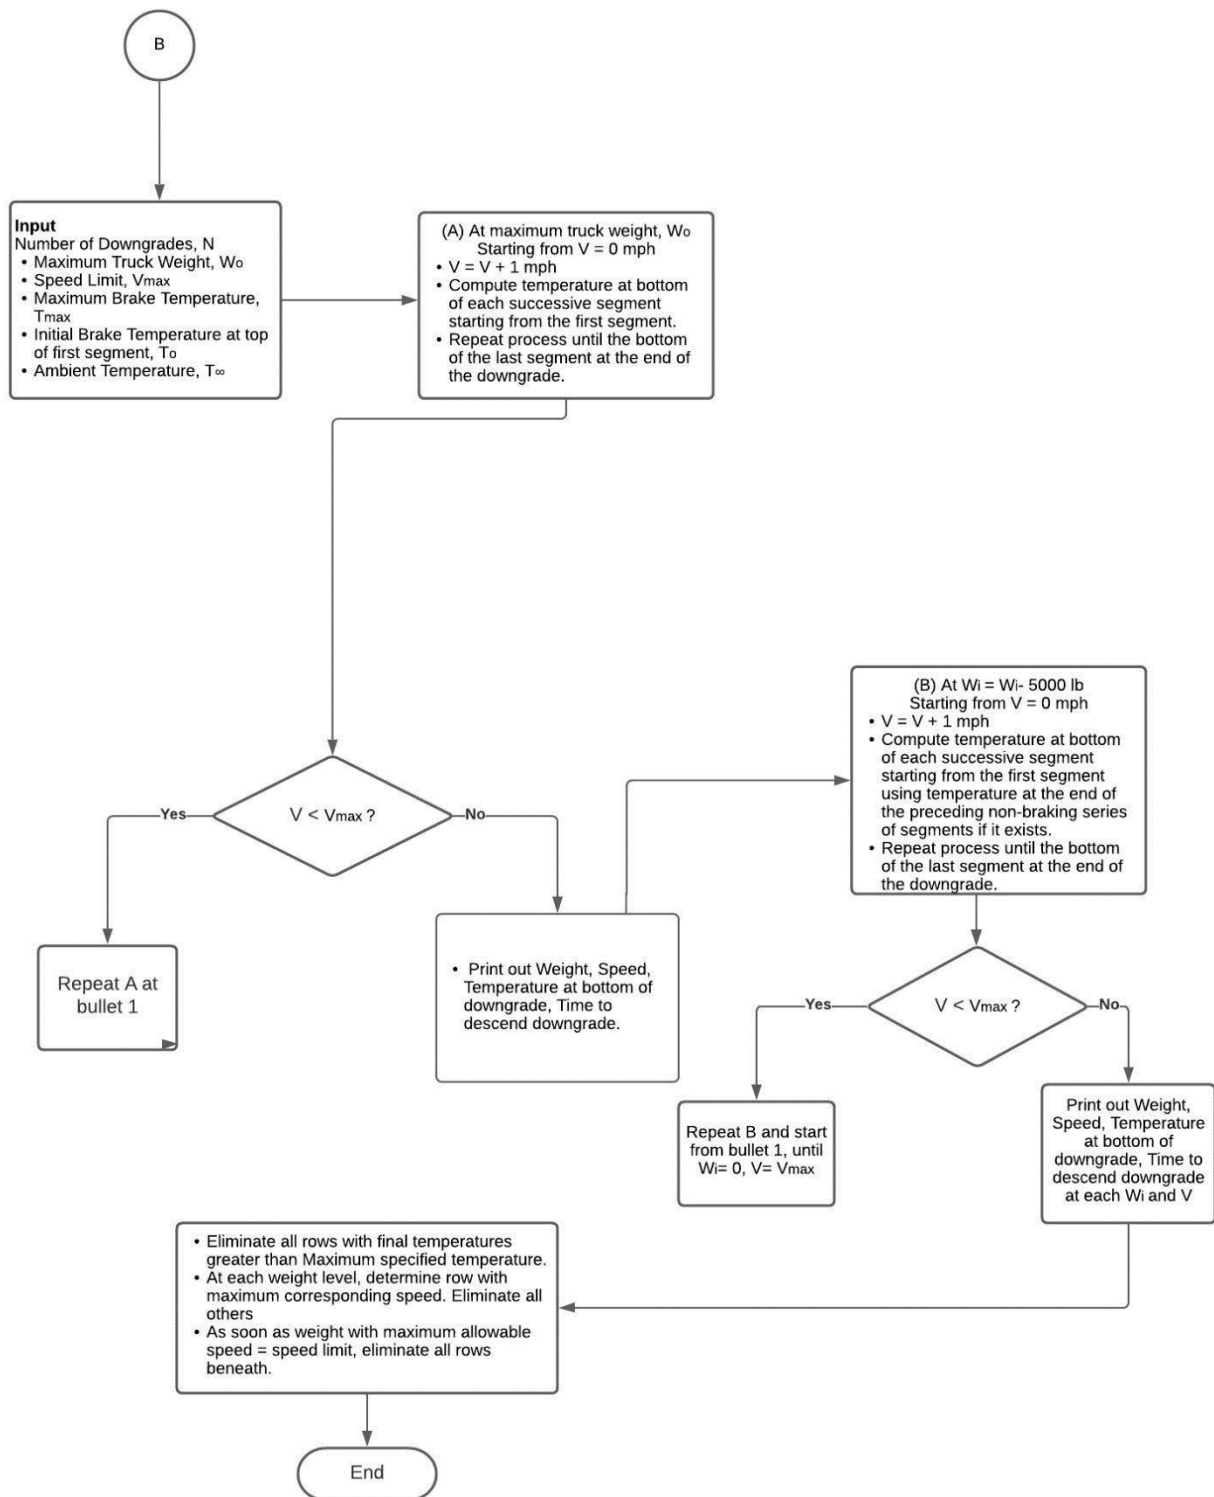 B
Input
Number of Downgrades, N
• Maximum Truck Weight, Wo
• Speed Limit, Vmax
• Maximum Brake Temperature,
Tmax
• Initial Brake Temperature at top
of first segment, To
• Ambient Temperature, T∞
(A) At maximum truck weight, Wo
Starting from V = 0 mph
• V = V + 1 mph
• Compute temperature at bottom
of each successive segment
starting from the first segment.
• Repeat process until the bottom
of the last segment at the end of
the downgrade.
V < Vmax ?
Yes
No
Repeat A at
bullet 1
• Print out Weight, Speed,
Temperature at bottom of
downgrade, Time to
descend downgrade.
(B) At Wi = Wi- 5000 lb
Starting from V = 0 mph
• V = V + 1 mph
• Compute temperature at bottom
of each successive segment
starting from the first segment
using temperature at the end of
the preceding non-braking series
of segments if it exists.
• Repeat process until the bottom
of the last segment at the end of
the downgrade.
V < Vmax ?
Yes
No
Repeat B and start
from bullet 1, until
Wi= 0, V= Vmax
Print out Weight,
Speed, Temperature
at bottom of
downgrade, Time to
descend downgrade
at each Wi and V
• Eliminate all rows with final temperatures
greater than Maximum specified temperature.
• At each weight level, determine row with
maximum corresponding speed. Eliminate all
others
• As soon as weight with maximum allowable
speed = speed limit, eliminate all rows
beneath.
End